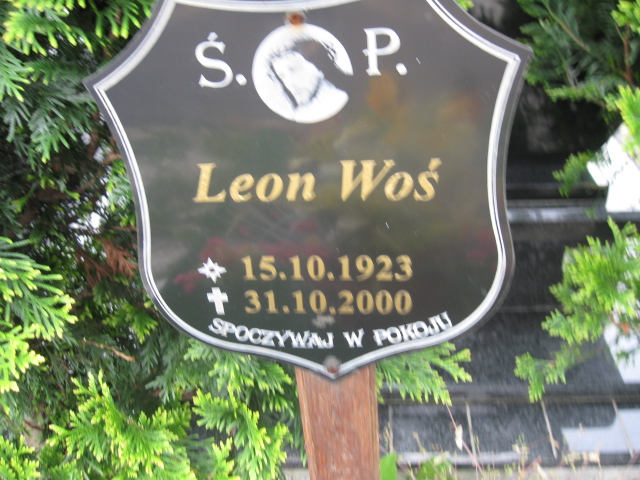 Ś. P.
Leon Woś
15.10.1923
31.10.2000
SPOCZYWAJ W POKOJU